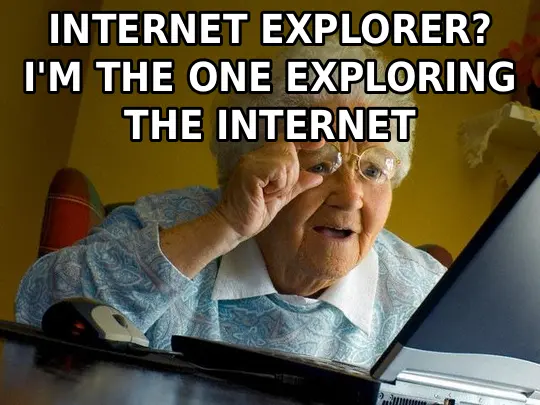 INTERNET EXPLORER?
I'M THE ONE EXPLORING
THE INTERNET